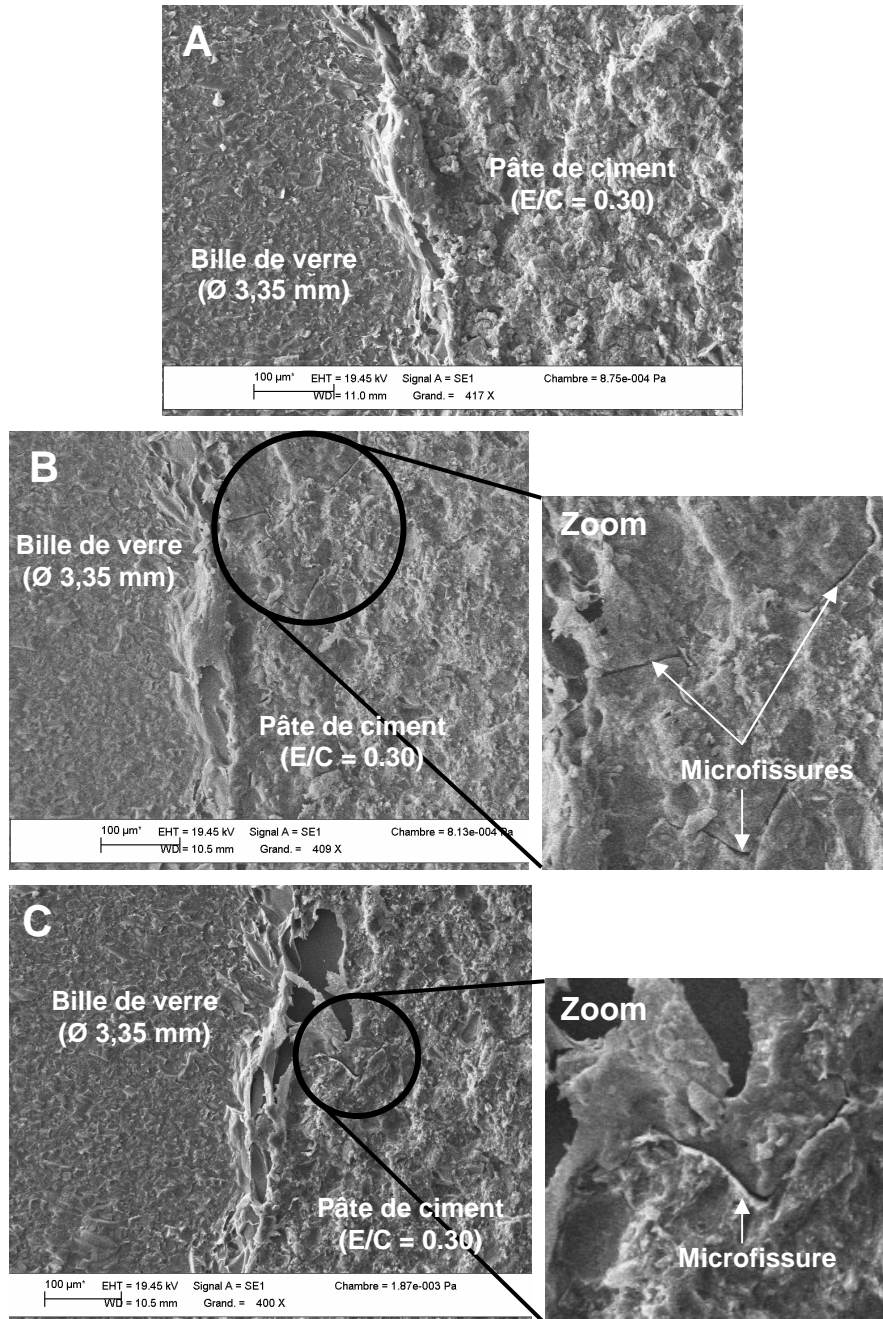 A
Pâte de ciment
(E/C = 0.30)
Bille de verre
(Ø 3,35 mm)
100 µm* EHT = 19.45 kV Signal A = SE1 Chambre = 8.75e-004 Pa
WD = 11.0 mm Grand. = 417 X
B
Bille de verre
(Ø 3,35 mm)
Pâte de ciment
(E/C = 0.30)
100 µm* EHT = 19.45 kV Signal A = SE1 Chambre = 8.13e-004 Pa
WD = 10.5 mm Grand. = 409 X
Zoom
Microfissures
C
Bille de verre
(Ø 3,35 mm)
Pâte de ciment
(E/C = 0.30)
100 µm* EHT = 19.45 kV Signal A = SE1 Chambre = 1.87e-003 Pa
WD = 10.5 mm Grand. = 400 X
Zoom
Microfissure